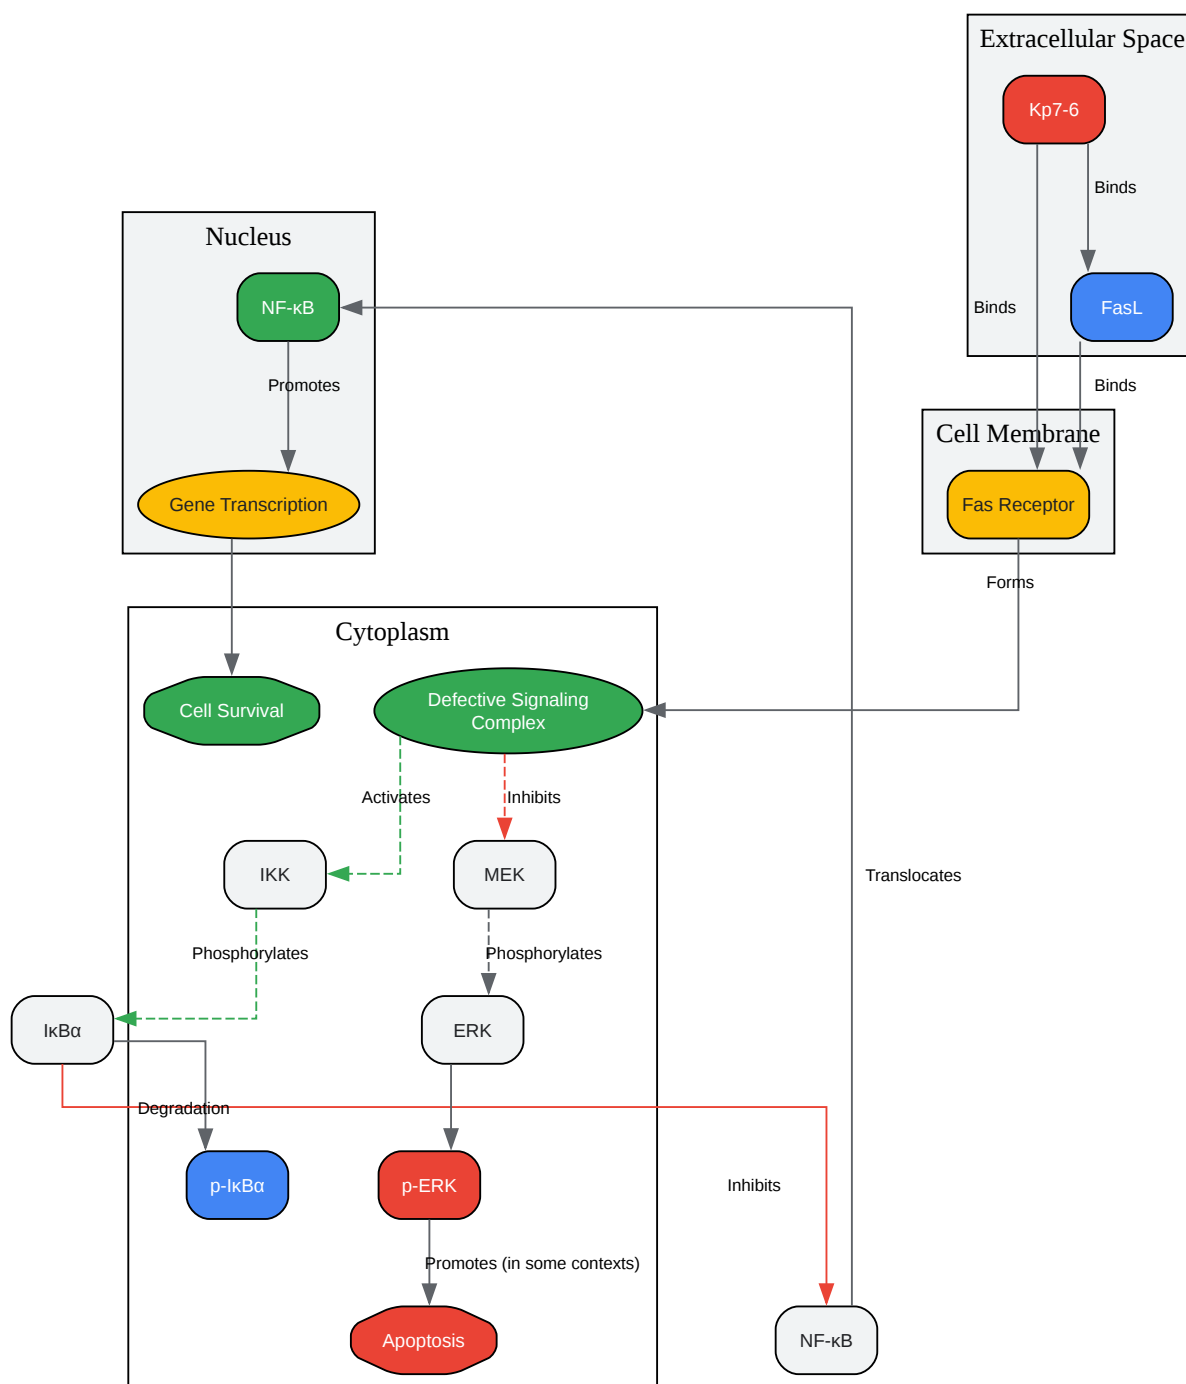 Extracellular Space
Kp7-6
Binds
Nucleus
NF-κB
Binds
FasL
Promotes
Binds
Cell Membrane
Gene Transcription
Fas Receptor
Forms
Cytoplasm
Cell Survival
Defective Signaling
Complex
Activates
Inhibits
IKK
MEK
Translocates
Phosphorylates
Phosphorylates
IκBα
ERK
Degradation
p-IκBα
p-ERK
Inhibits
Promotes (in some contexts)
Apoptosis
NF-κB